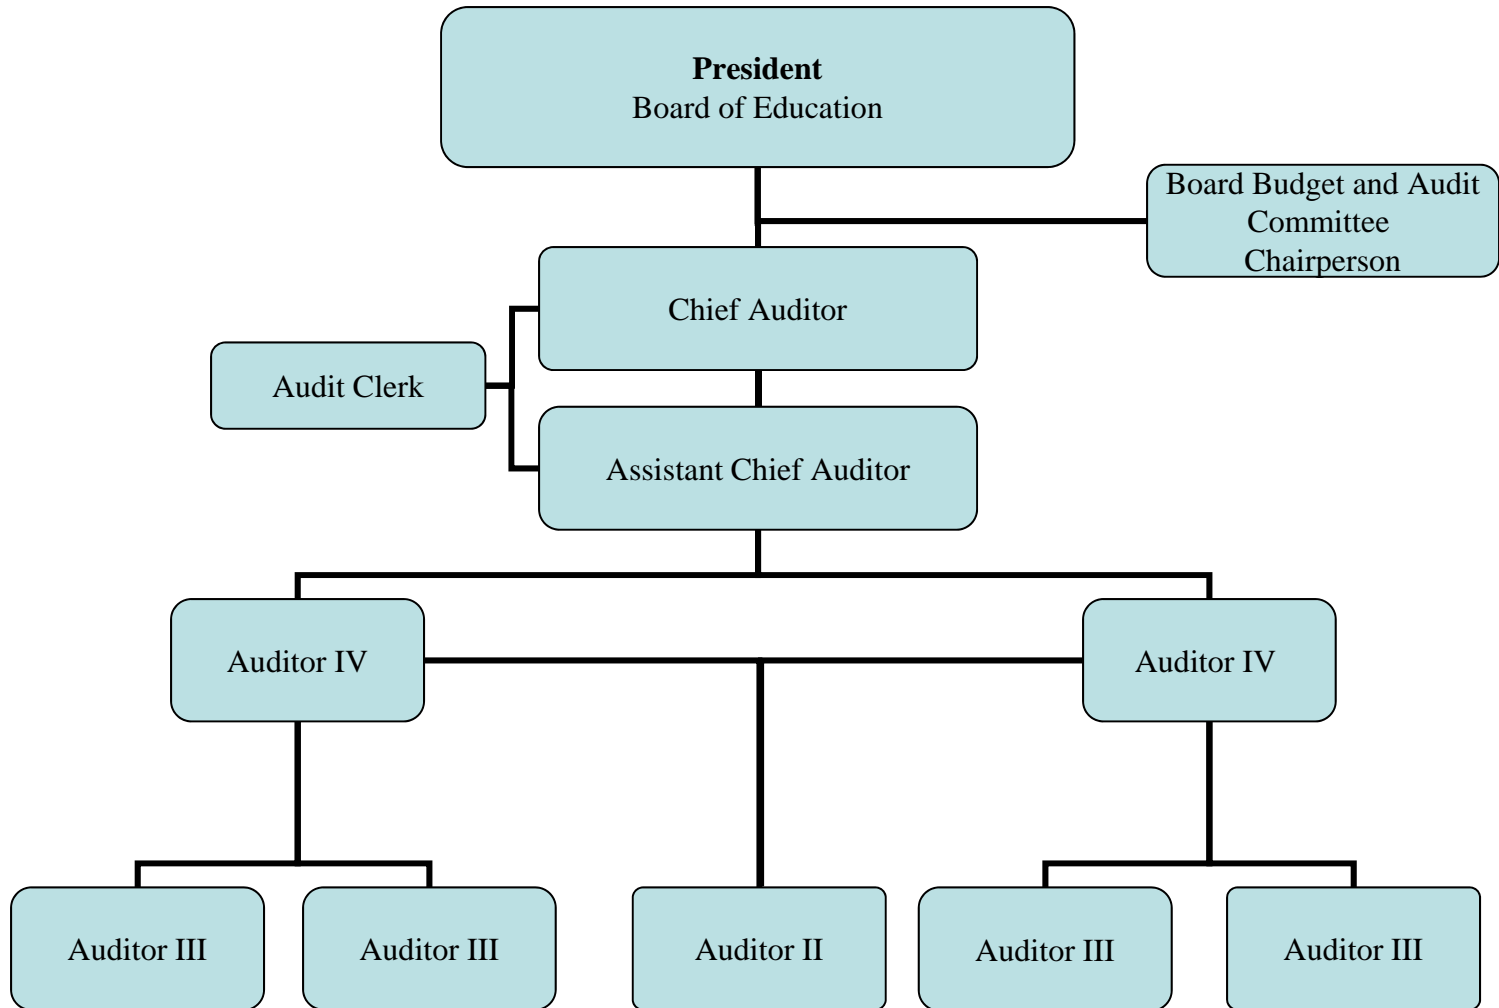 President
Board of Education
Board Budget and Audit
Committee
Chairperson
Chief Auditor
Audit Clerk
Assistant Chief Auditor
Auditor IV
Auditor IV
Auditor III
Auditor III
Auditor II
Auditor III
Auditor III